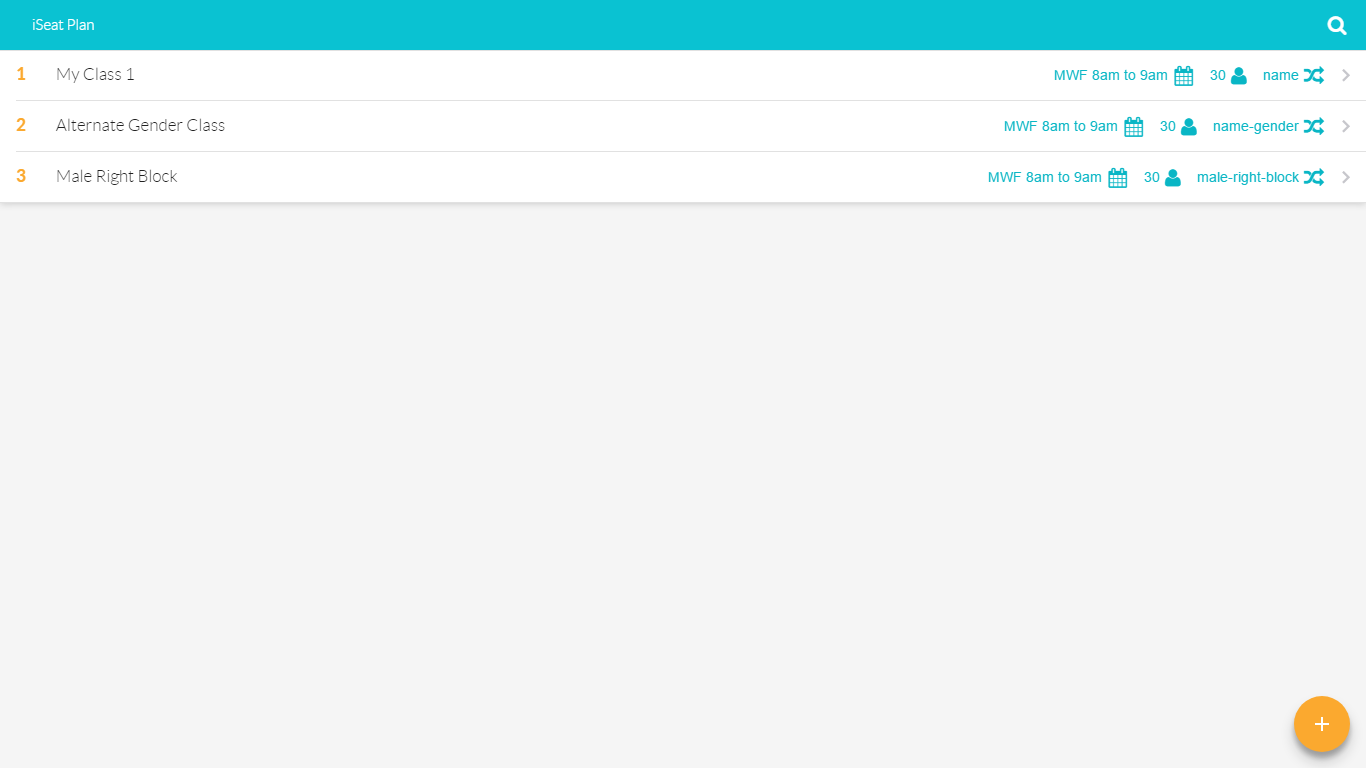 iSeat Plan
1 My Class 1 MWF 8am to 9am 30 name
2 Alternate Gender Class MWF 8am to 9am 30 name-gender
3 Male Right Block MWF 8am to 9am 30 male-right-block